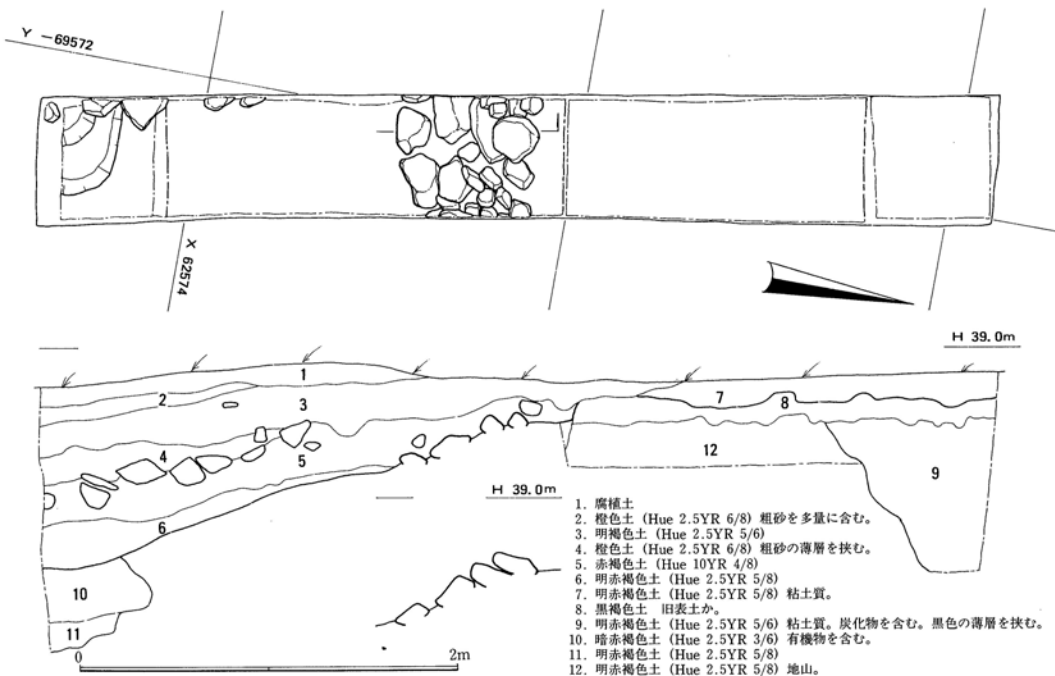 Y －69572
X 62574
H 39.0m
1
2
3
7
8
4
5
12
9
6
H 39.0m
10
11
0
2m
1. 腐植土
2. 橙色土 (Hue 2.5YR 6/8) 粗砂を多量に含む。
3. 明褐色土 (Hue 2.5YR 5/6)
4. 橙色土 (Hue 2.5YR 6/8) 粗砂の薄層を挟む。
5. 赤褐色土 (Hue 10YR 4/8)
6. 明赤褐色土 (Hue 2.5YR 5/8)
7. 明赤褐色土 (Hue 2.5YR 5/8) 粘土質。
8. 黒褐色土 旧表土か。
9. 明赤褐色土 (Hue 2.5YR 5/6) 粘土質。炭化物を含む。黒色の薄層を挟む。
10. 暗赤褐色土 (Hue 2.5YR 3/6) 有機物を含む。
11. 明赤褐色土 (Hue 2.5YR 5/8)
12. 明赤褐色土 (Hue 2.5YR 5/8) 地山。